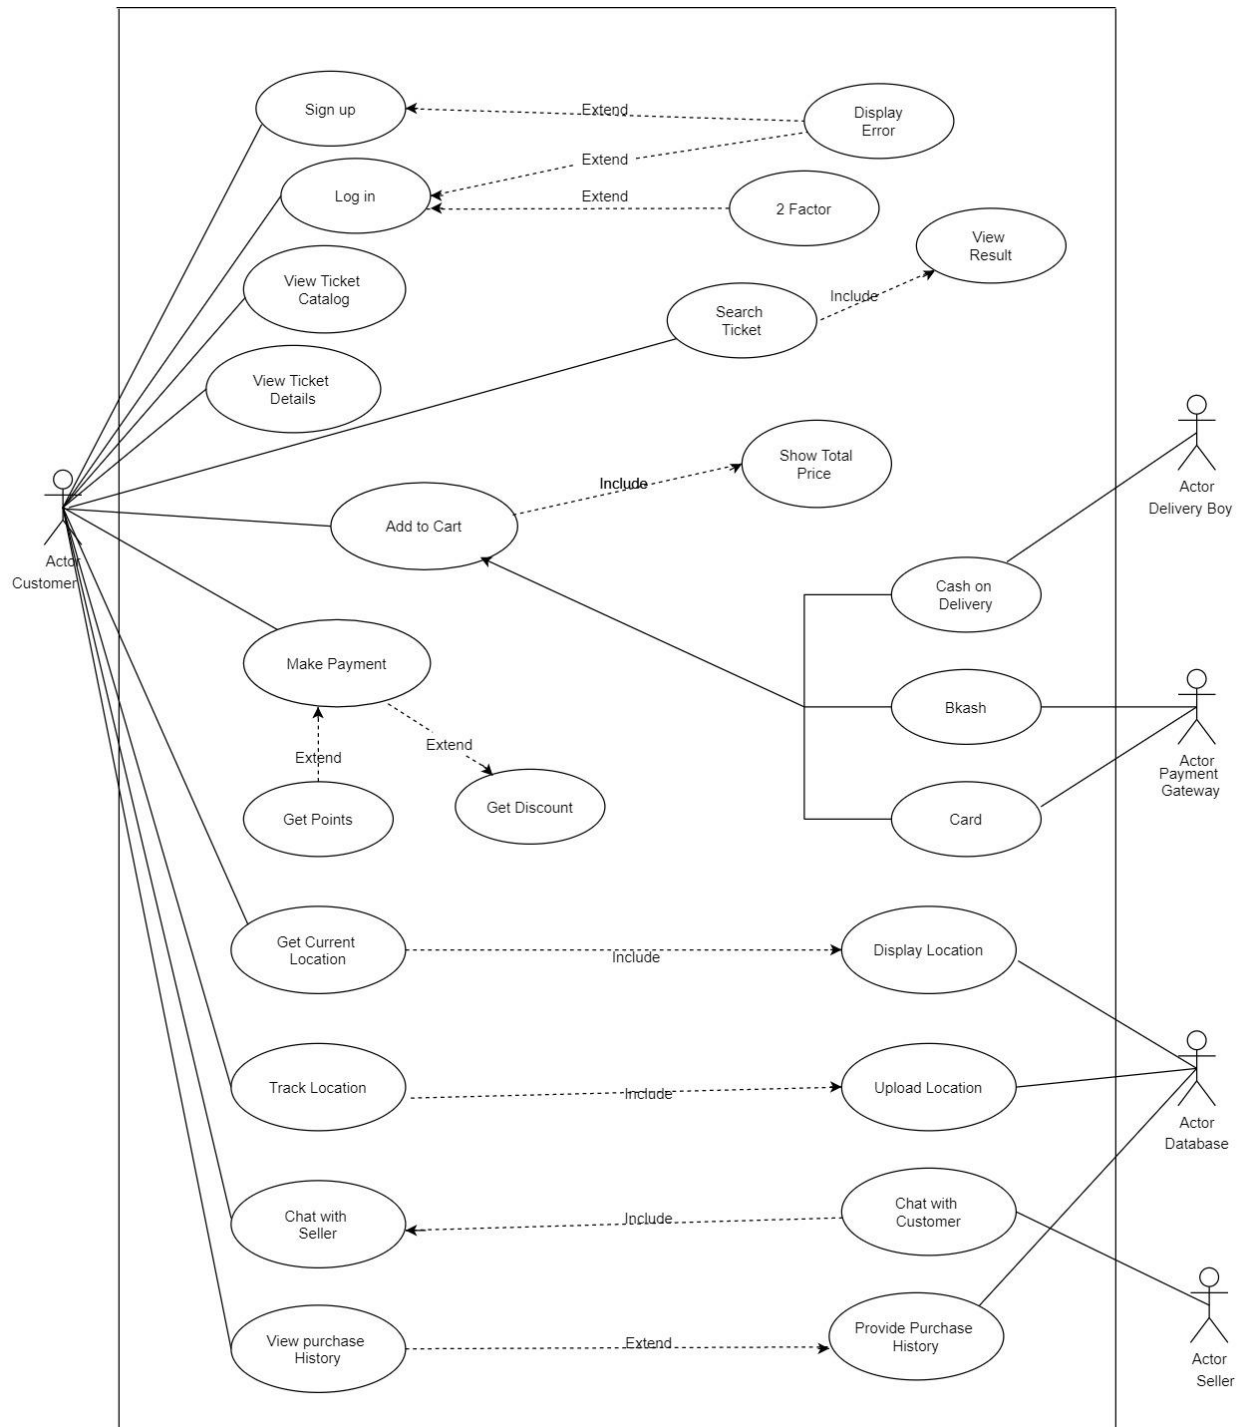 Sign up
Extend
Display
Error
Extend
Log in
Extend
2 Factor
View
Result
View Ticket
Catalog
Include
Search
Ticket
View Ticket
Details
Show Total
Price
Include
Actor
Delivery Boy
Add to Cart
Actor
Customer
Cash on
Delivery
Make Payment
Bkash
Extend
Extend
Actor
Payment
Gateway
Get Points
Get Discount
Card
Get Current
Location
Include
Display Location
Track Location
Include
Upload Location
Actor
Database
Chat with
Seller
Include
Chat with
Customer
View purchase
History
Extend
Provide Purchase
History
Actor
Seller